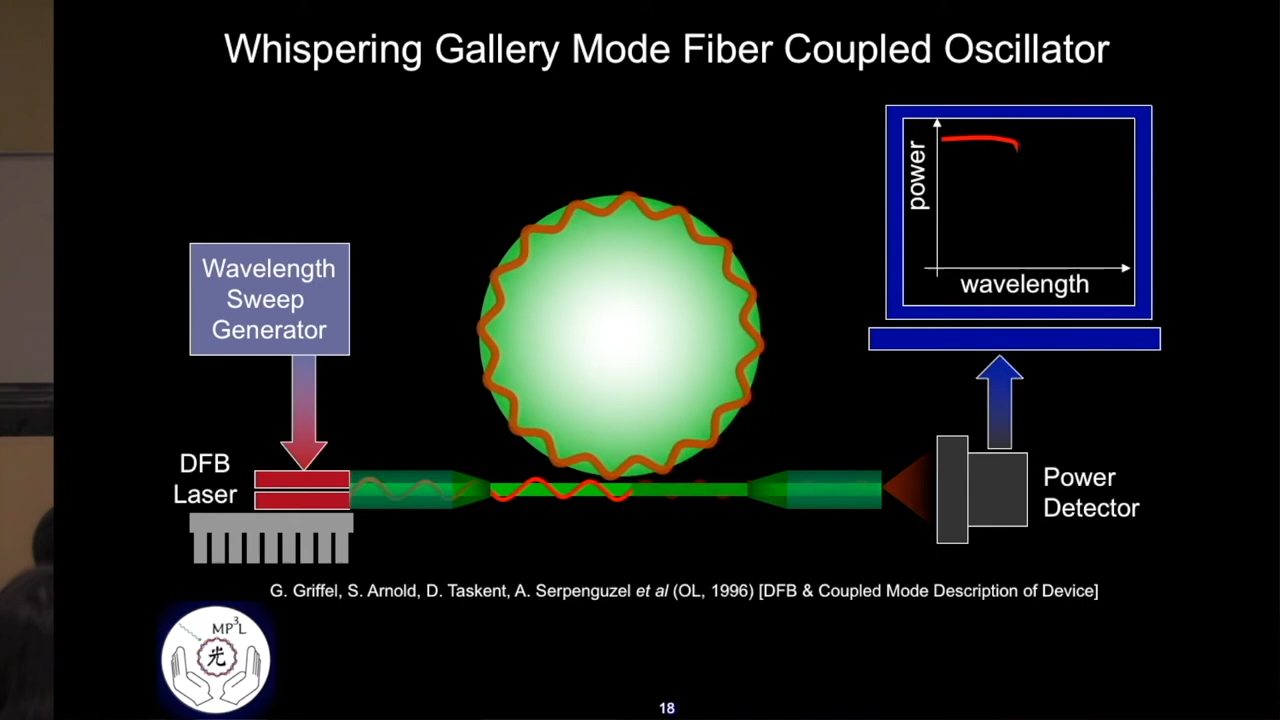 Whispering Gallery Mode Fiber Coupled Oscillator
power
wavelength
Wavelength
Sweep
Generator
DFB
Laser
Power
Detector
G. Griffel, S. Arnold, D. Taskent, A. Serpenguzel et al (OL, 1996) [DFB & Coupled Mode Description of Device]
MP³L
光
18